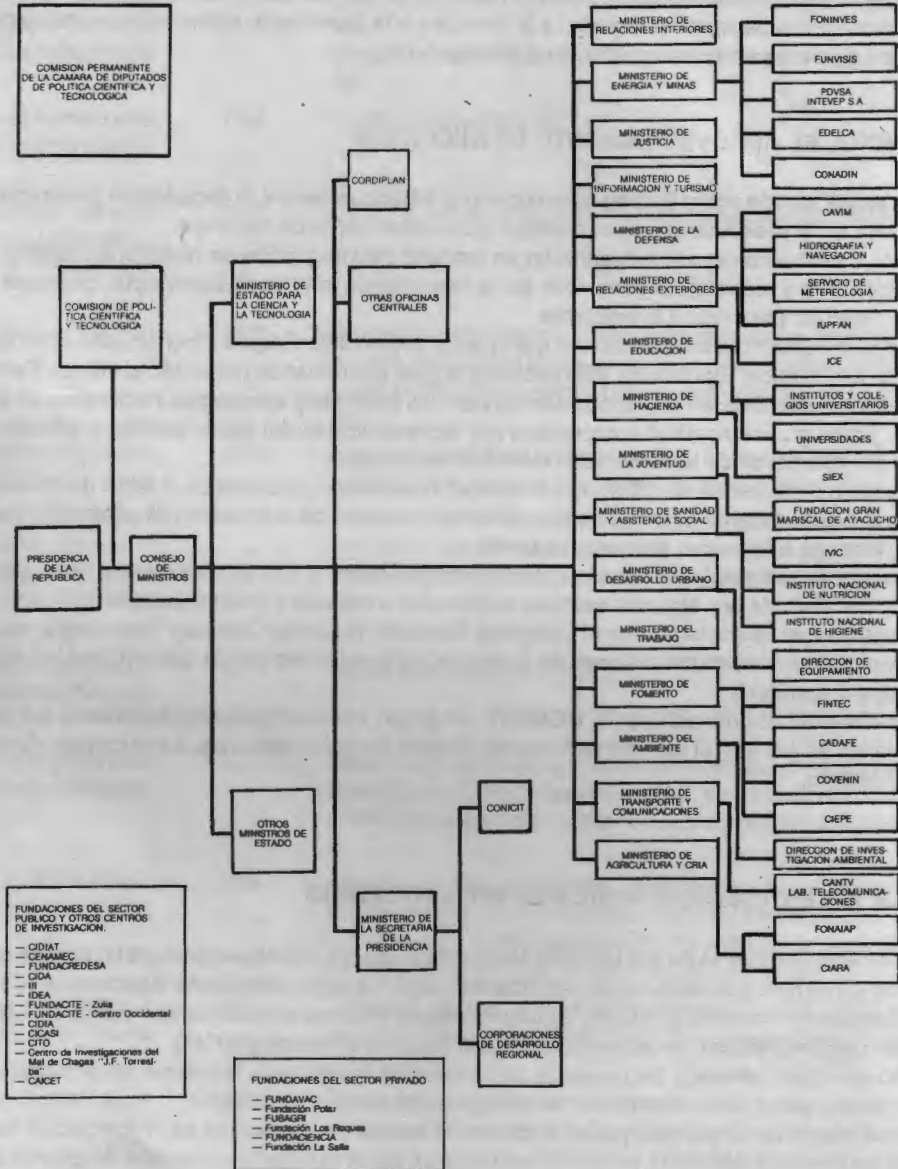 COMISION PERMANENTE
DE LA CAMARA DE DIPUTADOS
DE POLITICA CIENTIFICA Y
TECNOLOGICA
COMISION DE POLI-
TICA CIENTIFICA
Y TECNOLOGICA
PRESIDENCIA
DE LA
REPUBLICA
CONSEJO
DE
MINISTROS
MINISTERIO DE
ESTADO PARA
LA CIENCIA Y
LA TECNOLOGIA
OTROS
MINISTROS DE
ESTADO
CORDIPLAN
OTRAS OFICINAS
CENTRALES
MINISTERIO DE
LA SECRETARIA
DE LA
PRESIDENCIA
CONICIT
CORPORACIONES
DE DESARROLLO
REGIONAL
MINISTERIO DE
RELACIONES INTERIORES
MINISTERIO DE
ENERGIA Y MINAS
MINISTERIO DE
JUSTICIA
MINISTERIO DE
INFORMACION Y TURISMO
MINISTERIO DE LA
DEFENSA
MINISTERIO DE
RELACIONES EXTERIORES
MINISTERIO DE
EDUCACION
MINISTERIO DE
HACIENDA
MINISTERIO DE
LA JUVENTUD
MINISTERIO DE SANIDAD
Y ASISTENCIA SOCIAL
MINISTERIO DE
DESARROLLO URBANO
MINISTERIO DEL
TRABAJO
MINISTERIO DE
FOMENTO
MINISTERIO DEL
AMBIENTE
MINISTERIO DE
TRANSPORTE Y
COMUNICACIONES
MINISTERIO DE
AGRICULTURA Y CRIA
FONINVES
FUNVISIS
PDVSA
INTEVEP S.A.
EDELCA
CONADIN
CAVIM
HIDROGRAFIA Y
NAVEGACION
SERVICIO DE
METEREOLOGIA
IUPFAN
ICE
INSTITUTOS Y COLE-
GIOS UNIVERSITARIOS
UNIVERSIDADES
SIEX
FUNDACION GRAN
MARISCAL DE AYACUCHO
IVIC
INSTITUTO NACIONAL
DE NUTRICION
INSTITUTO NACIONAL
DE HIGIENE
DIRECCION DE
EQUIPAMIENTO
FINTEC
CADAFE
COVENIN
CIEPE
DIRECCION DE INVES-
TIGACION AMBIENTAL
CANTV
LAB. TELECOMUNICA-
CIONES
FONAIAP
CIARA
FUNDACIONES DEL SECTOR
PUBLICO Y OTROS CENTROS
DE INVESTIGACION.
— CIDIAT
— CENAMEC
— FUNDACREDESA
— CIDA
— III
— IDEA
— FUNDACITE - Zulia
— FUNDACITE - Centro Occidental
— CIDIA
— CICASI
— CITO
— Centro de Investigaciones del
Mal de Chagas "J.F. Torreal-
ba"
— CAICET
FUNDACIONES DEL SECTOR PRIVADO
— FUNDAVAC
— Fundación Polar
— FUSAGRI
— Fundación Los Roques
— FUNDACIENCIA
— Fundación La Salle